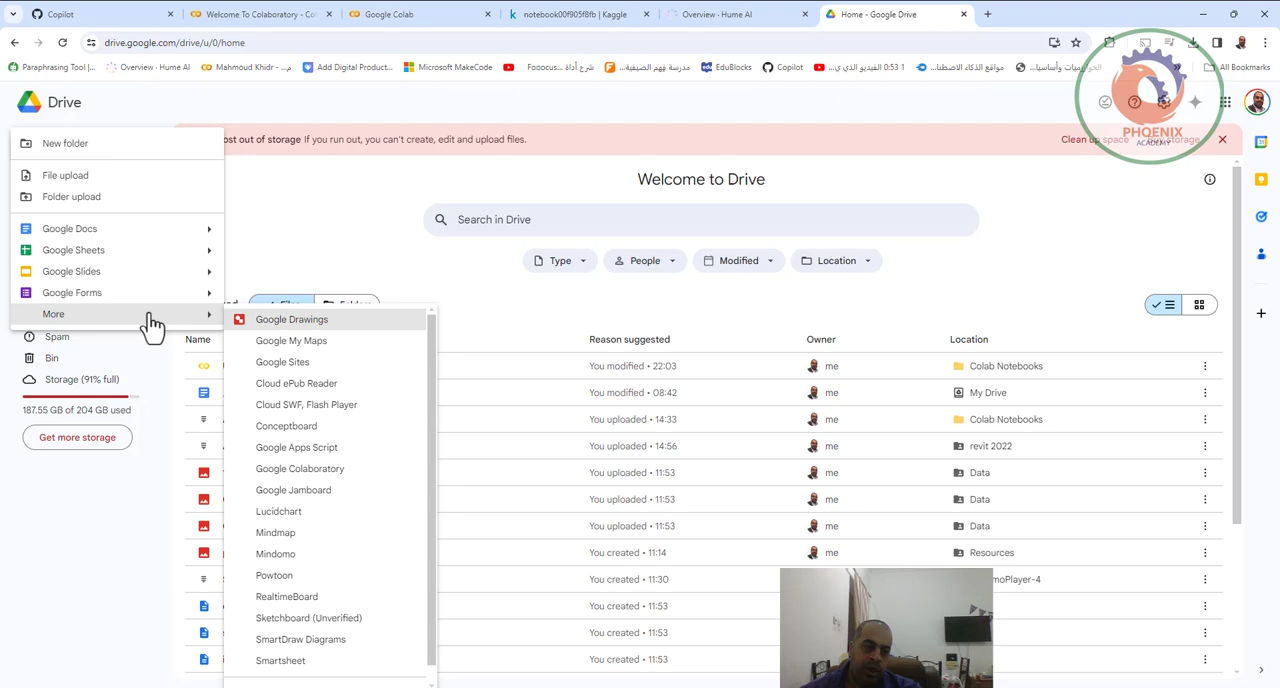 Copilot
Welcome To Colaboratory - Co
Google Colab
notebook00f905f8fb | Kaggle
Overview · Hume AI
Home - Google Drive
drive.google.com/drive/u/0/home
Paraphrasing Tool |...
Overview · Hume AI
Mahmoud Khidr - ...م
Add Digital Product...
Microsoft MakeCode
شرح أداة Fooocus...
مدرسة فِهم الصيفية...
EduBlocks
Copilot
All Bookmarks
Drive
PHOENIX
ACADEMY
New folder
File upload
Folder upload
Google Docs
Google Sheets
Google Slides
Google Forms
More
Spam
Bin
Storage (91% full)
187.55 GB of 204 GB used
Get more storage
ost out of storage If you run out, you can't create, edit and upload files.
Clean up space
Welcome to Drive
Search in Drive
Type
People
Modified
Location
Google Drawings
Google My Maps
Google Sites
Cloud ePub Reader
Cloud SWF, Flash Player
Conceptboard
Google Apps Script
Google Colaboratory
Google Jamboard
Lucidchart
Mindmap
Mindomo
Powtoon
RealtimeBoard
Sketchboard (Unverified)
SmartDraw Diagrams
Smartsheet
Name Reason suggested Owner Location
You modified • 22:03 me Colab Notebooks
You modified • 08:42 me My Drive
You uploaded • 14:33 me Colab Notebooks
You uploaded • 14:56 me revit 2022
You uploaded • 11:53 me Data
You uploaded • 11:53 me Data
You uploaded • 11:53 me Data
You created • 11:14 me Resources
You created • 11:30 moPlayer-4
You created • 11:53
You created • 11:53
You created • 11:53